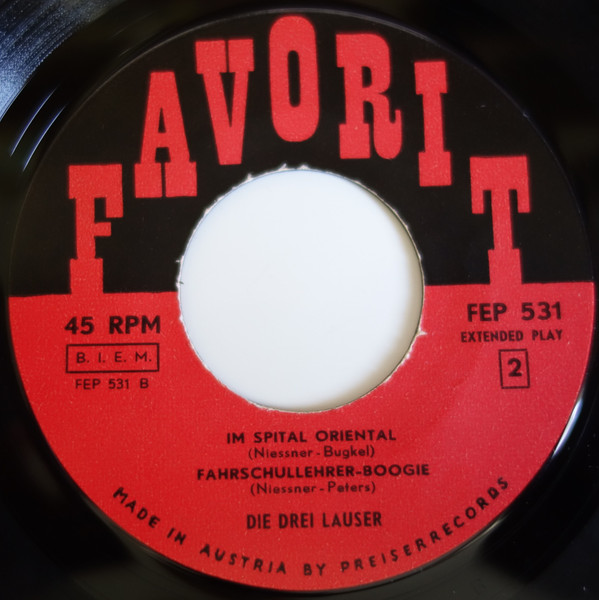 FAVORIT
45 RPM
B. I. E. M.
FEP 531 B
FEP 531
EXTENDED PLAY
2
IM SPITAL ORIENTAL
(Niessner-Bugkel)
FAHRSCHULLEHRER-BOOGIE
(Niessner-Peters)
DIE DREI LAUSER
MADE IN AUSTRIA BY PREISERRECORDS